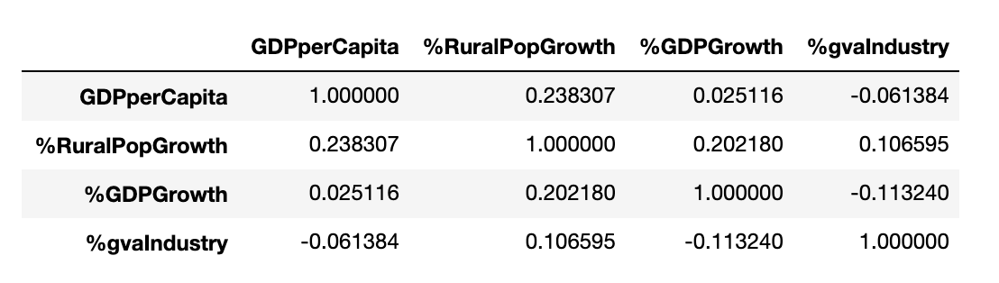 GDPperCapita %RuralPopGrowth %GDPGrowth %gvaIndustry
GDPperCapita 1.000000 0.238307 0.025116 -0.061384
%RuralPopGrowth 0.238307 1.000000 0.202180 0.106595
%GDPGrowth 0.025116 0.202180 1.000000 -0.113240
%gvaIndustry -0.061384 0.106595 -0.113240 1.000000